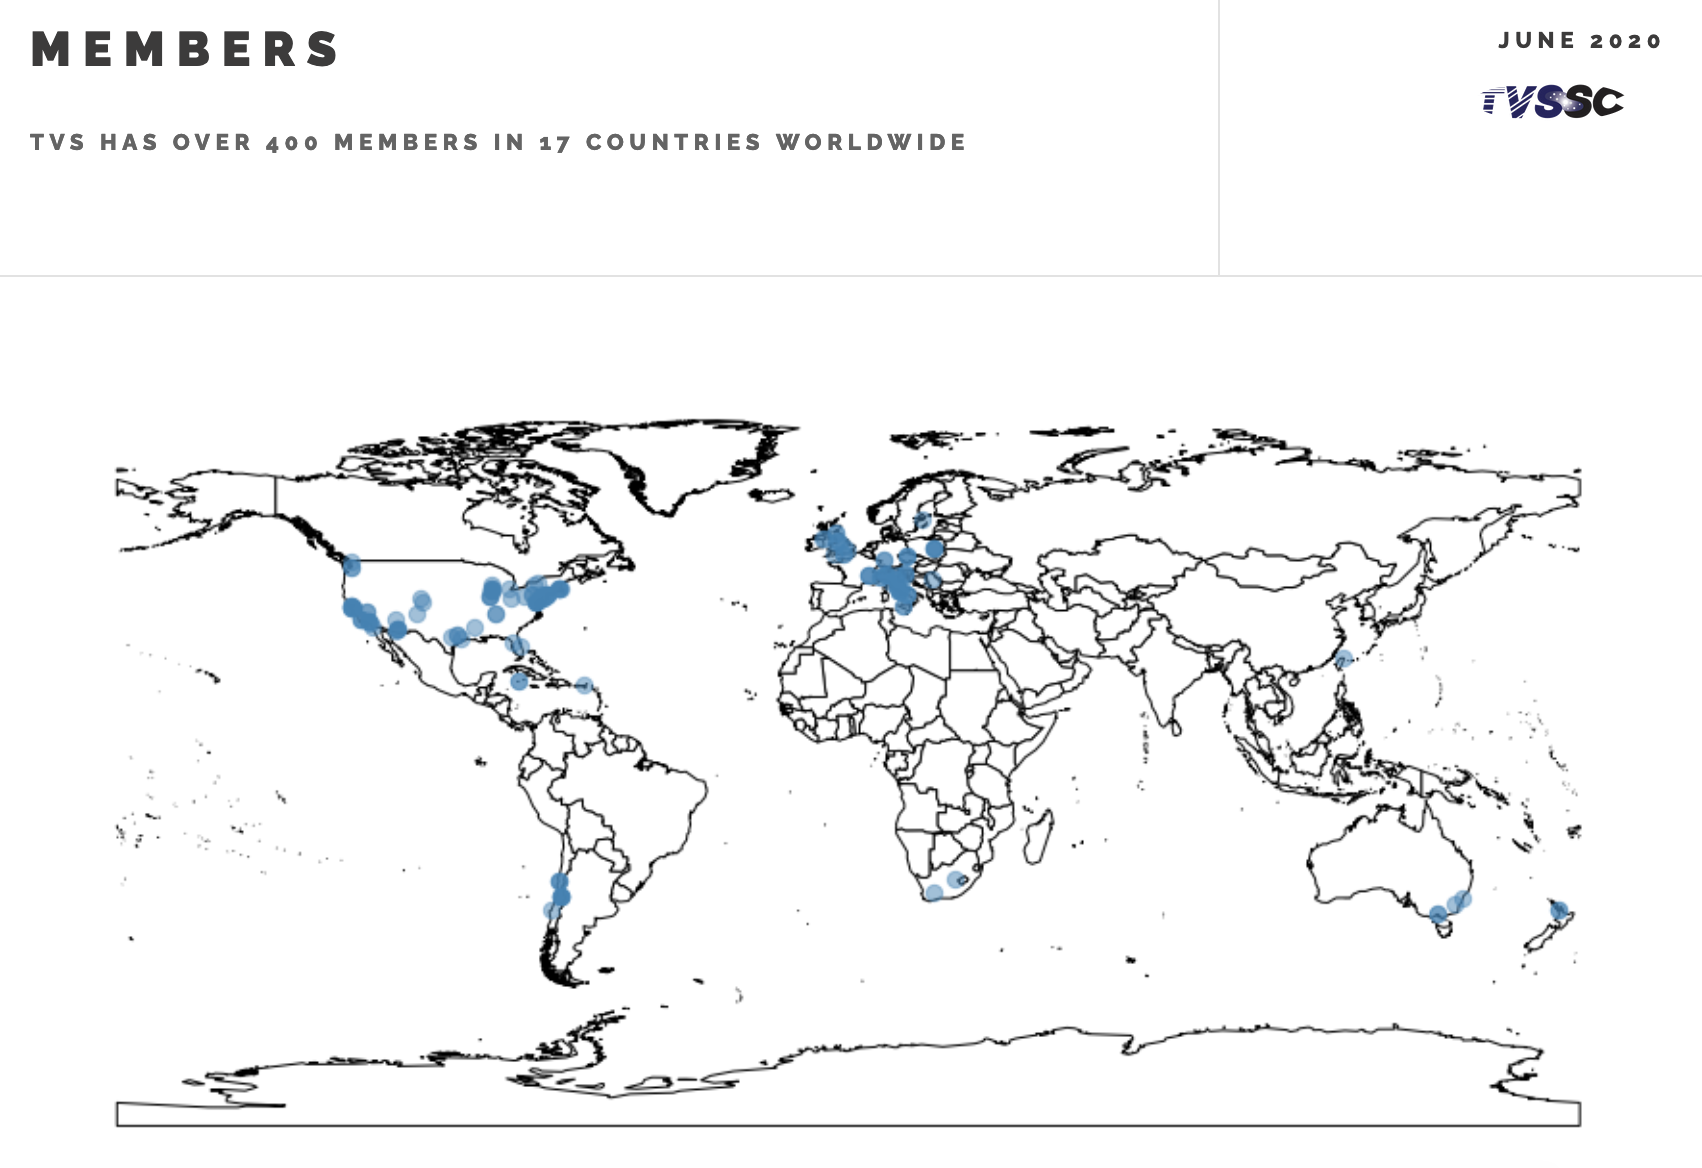 MEMBERS
TVS HAS OVER 400 MEMBERS IN 17 COUNTRIES WORLDWIDE
JUNE 2020
TVSSC